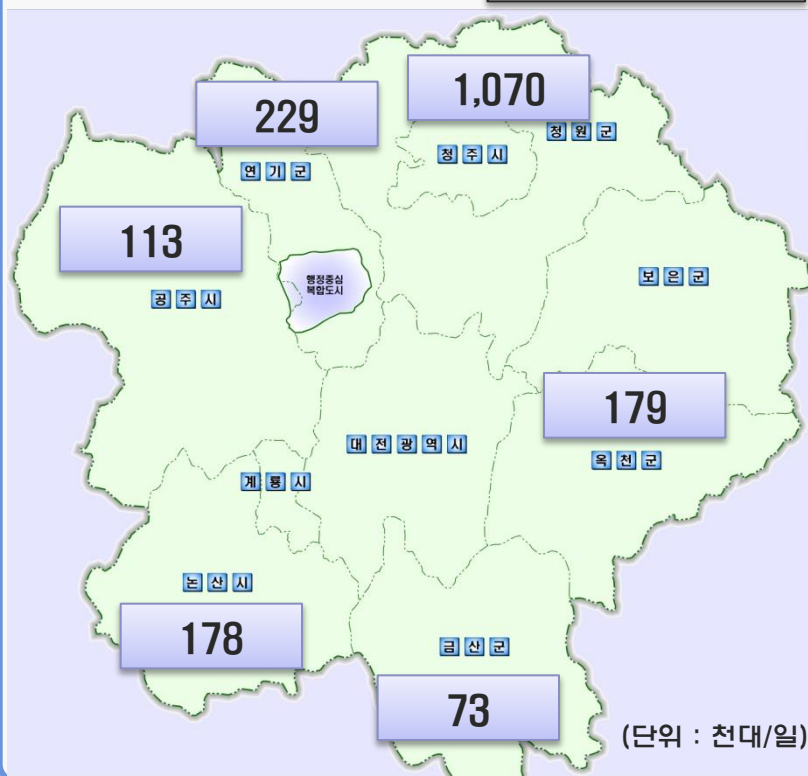 1,070
229
청원군
청주시
연기군
113
보은군
행정중심
복합도시
공주시
179
대전광역시
옥천군
계룡시
논산시
178
금산군
73
(단위 : 천대/일)